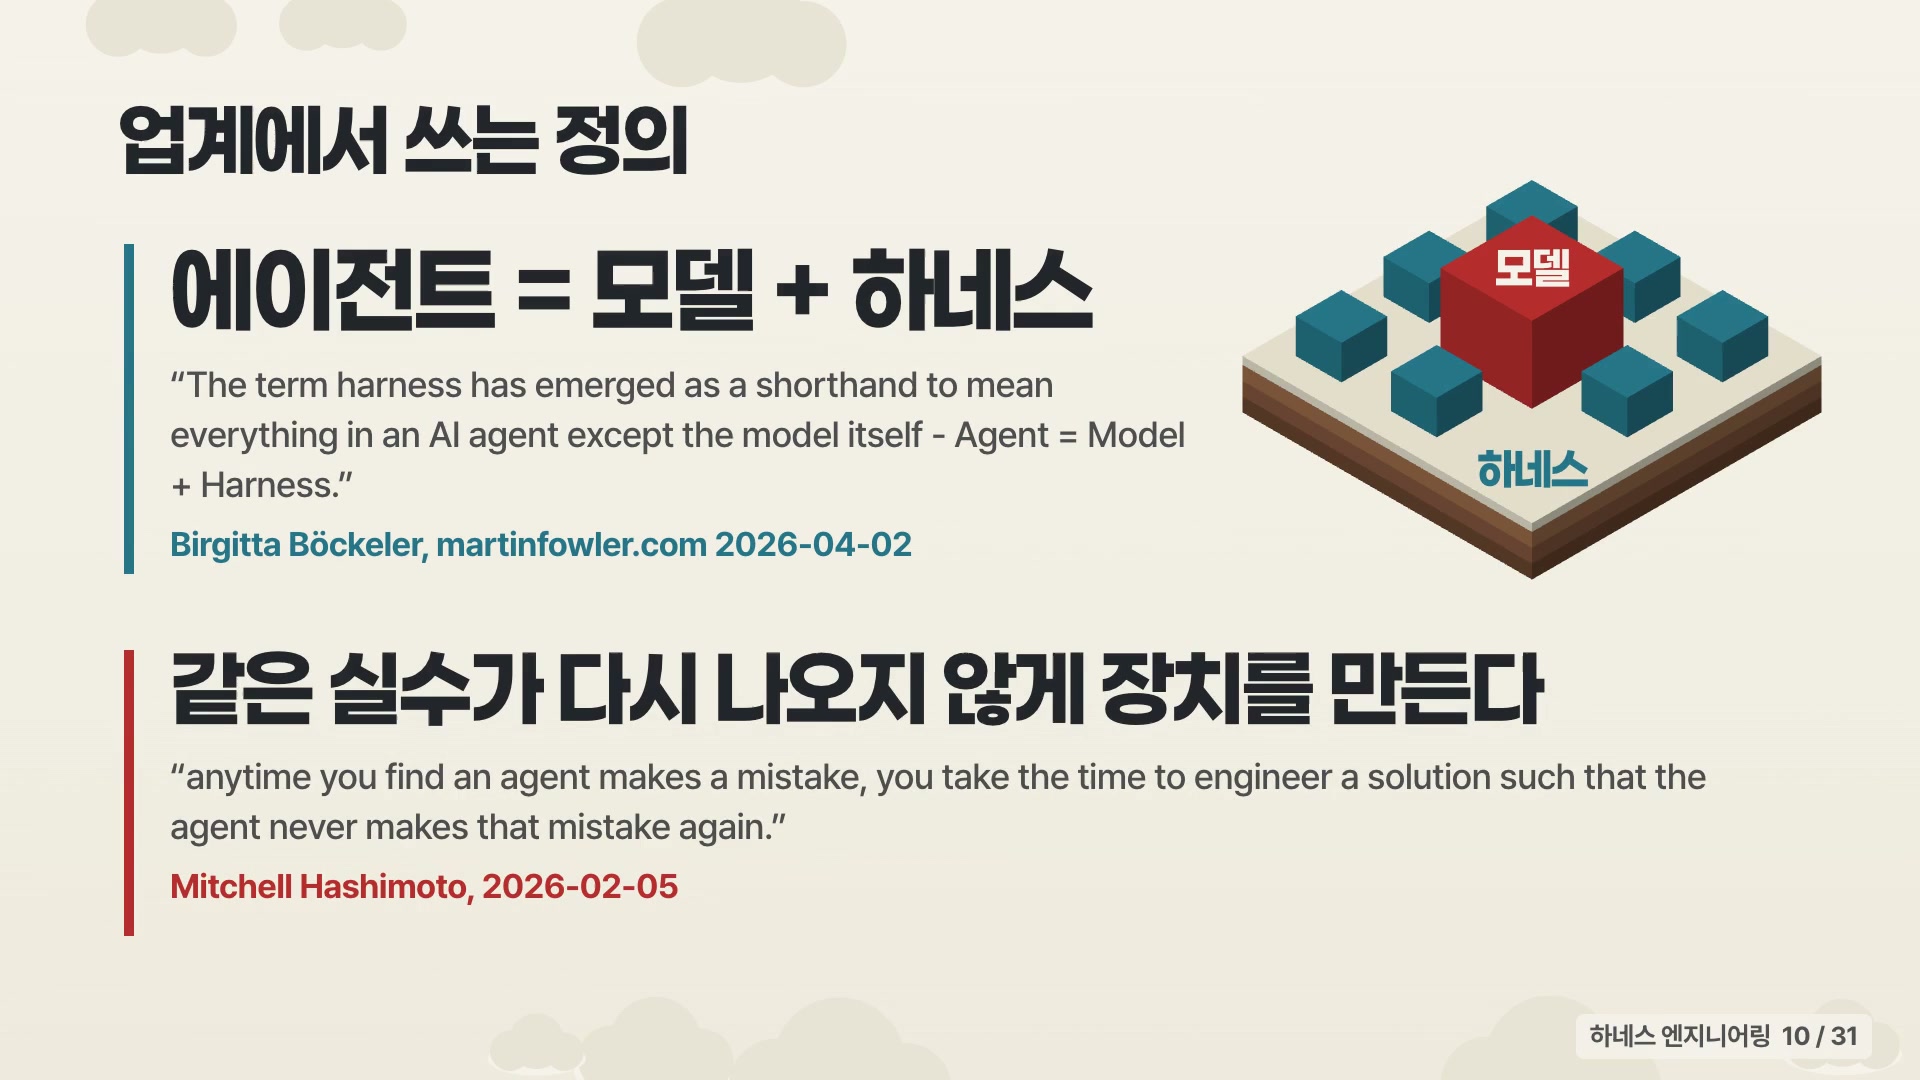 업계에서 쓰는 정의
에이전트 = 모델 + 하네스
“The term harness has emerged as a shorthand to mean
everything in an AI agent except the model itself - Agent = Model
+ Harness.”
Birgitta Böckeler, martinfowler.com 2026-04-02
모델
하네스
같은 실수가 다시 나오지 않게 장치를 만든다
“anytime you find an agent makes a mistake, you take the time to engineer a solution such that the
agent never makes that mistake again.”
Mitchell Hashimoto, 2026-02-05
하네스 엔지니어링 10 / 31